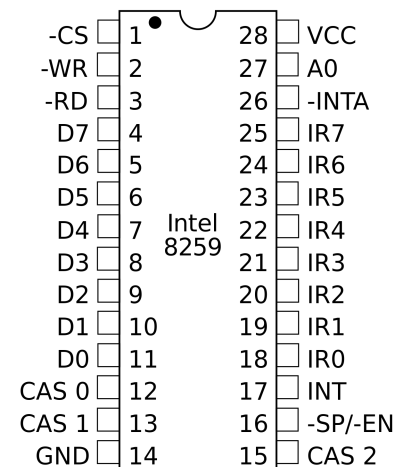 -CS 1 28 VCC
-WR 2 27 A0
-RD 3 26 -INTA
D7 4 25 IR7
D6 5 24 IR6
D5 6 23 IR5
D4 7 Intel 22 IR4
8259
D3 8 21 IR3
D2 9 20 IR2
D1 10 19 IR1
D0 11 18 IR0
CAS 0 12 17 INT
CAS 1 13 16 -SP/-EN
GND 14 15 CAS 2